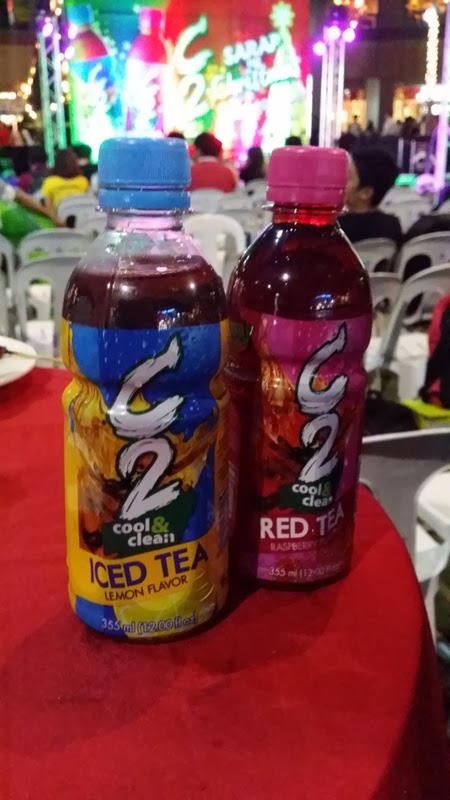 C2
SARAP
C2
cool &
clean
ICED TEA
LEMON FLAVOR
355 ml (12.00 fl oz)
C2
cool &
clean
RED TEA
RASPBERRY
355 ml (12.00 fl oz)